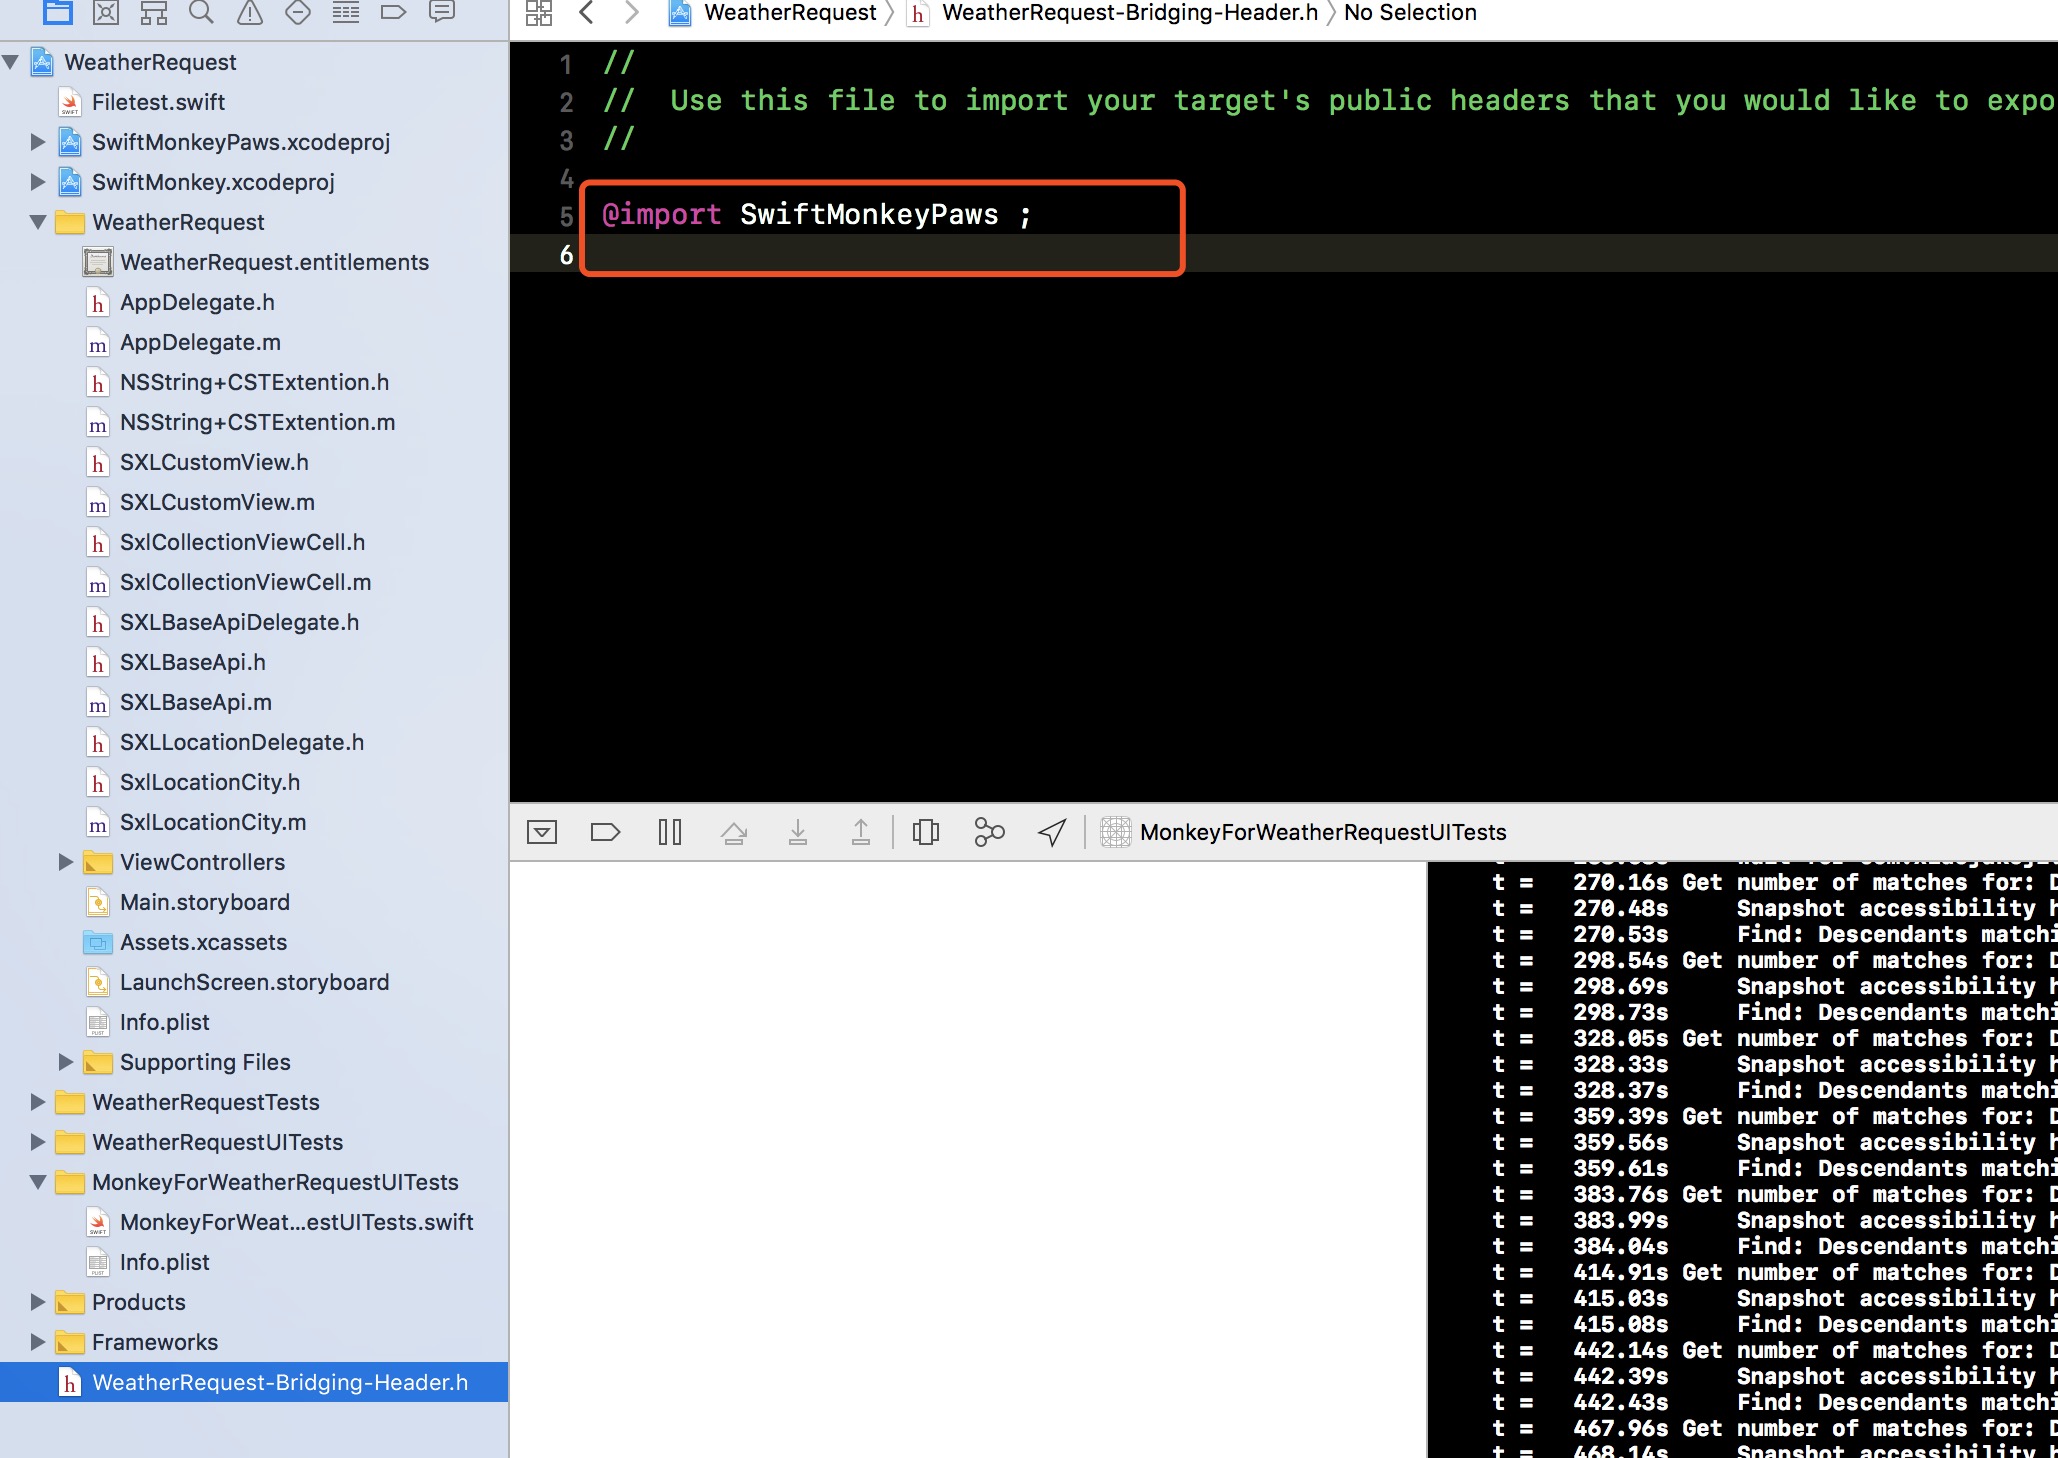 WeatherRequest
WeatherRequest-Bridging-Header.h
No Selection
WeatherRequest
Filetest.swift
SwiftMonkeyPaws.xcodeproj
SwiftMonkey.xcodeproj
WeatherRequest
WeatherRequest.entitlements
h AppDelegate.h
m AppDelegate.m
h NSString+CSTExtention.h
m NSString+CSTExtention.m
h SXLCustomView.h
m SXLCustomView.m
h SxlCollectionViewCell.h
m SxlCollectionViewCell.m
h SXLBaseApiDelegate.h
h SXLBaseApi.h
m SXLBaseApi.m
h SXLLocationDelegate.h
h SxlLocationCity.h
m SxlLocationCity.m
ViewControllers
Main.storyboard
Assets.xcassets
LaunchScreen.storyboard
Info.plist
Supporting Files
WeatherRequestTests
WeatherRequestUITests
MonkeyForWeatherRequestUITests
MonkeyForWeat...estUITests.swift
Info.plist
Products
Frameworks
h WeatherRequest-Bridging-Header.h
1 //
2 // Use this file to import your target's public headers that you would like to expo
3 //
4
5 @import SwiftMonkeyPaws ;
6
MonkeyForWeatherRequestUITests
t = 270.16s Get number of matches for: D
t = 270.48s Snapshot accessibility h
t = 270.53s Find: Descendants matchi
t = 298.54s Get number of matches for: D
t = 298.69s Snapshot accessibility h
t = 298.73s Find: Descendants matchi
t = 328.05s Get number of matches for: D
t = 328.33s Snapshot accessibility h
t = 328.37s Find: Descendants matchi
t = 359.39s Get number of matches for: D
t = 359.56s Snapshot accessibility h
t = 359.61s Find: Descendants matchi
t = 383.76s Get number of matches for: D
t = 383.99s Snapshot accessibility h
t = 384.04s Find: Descendants matchi
t = 414.91s Get number of matches for: D
t = 415.03s Snapshot accessibility h
t = 415.08s Find: Descendants matchi
t = 442.14s Get number of matches for: D
t = 442.39s Snapshot accessibility h
t = 442.43s Find: Descendants matchi
t = 467.96s Get number of matches for: D
t = 468.14s Snapshot accessibility h